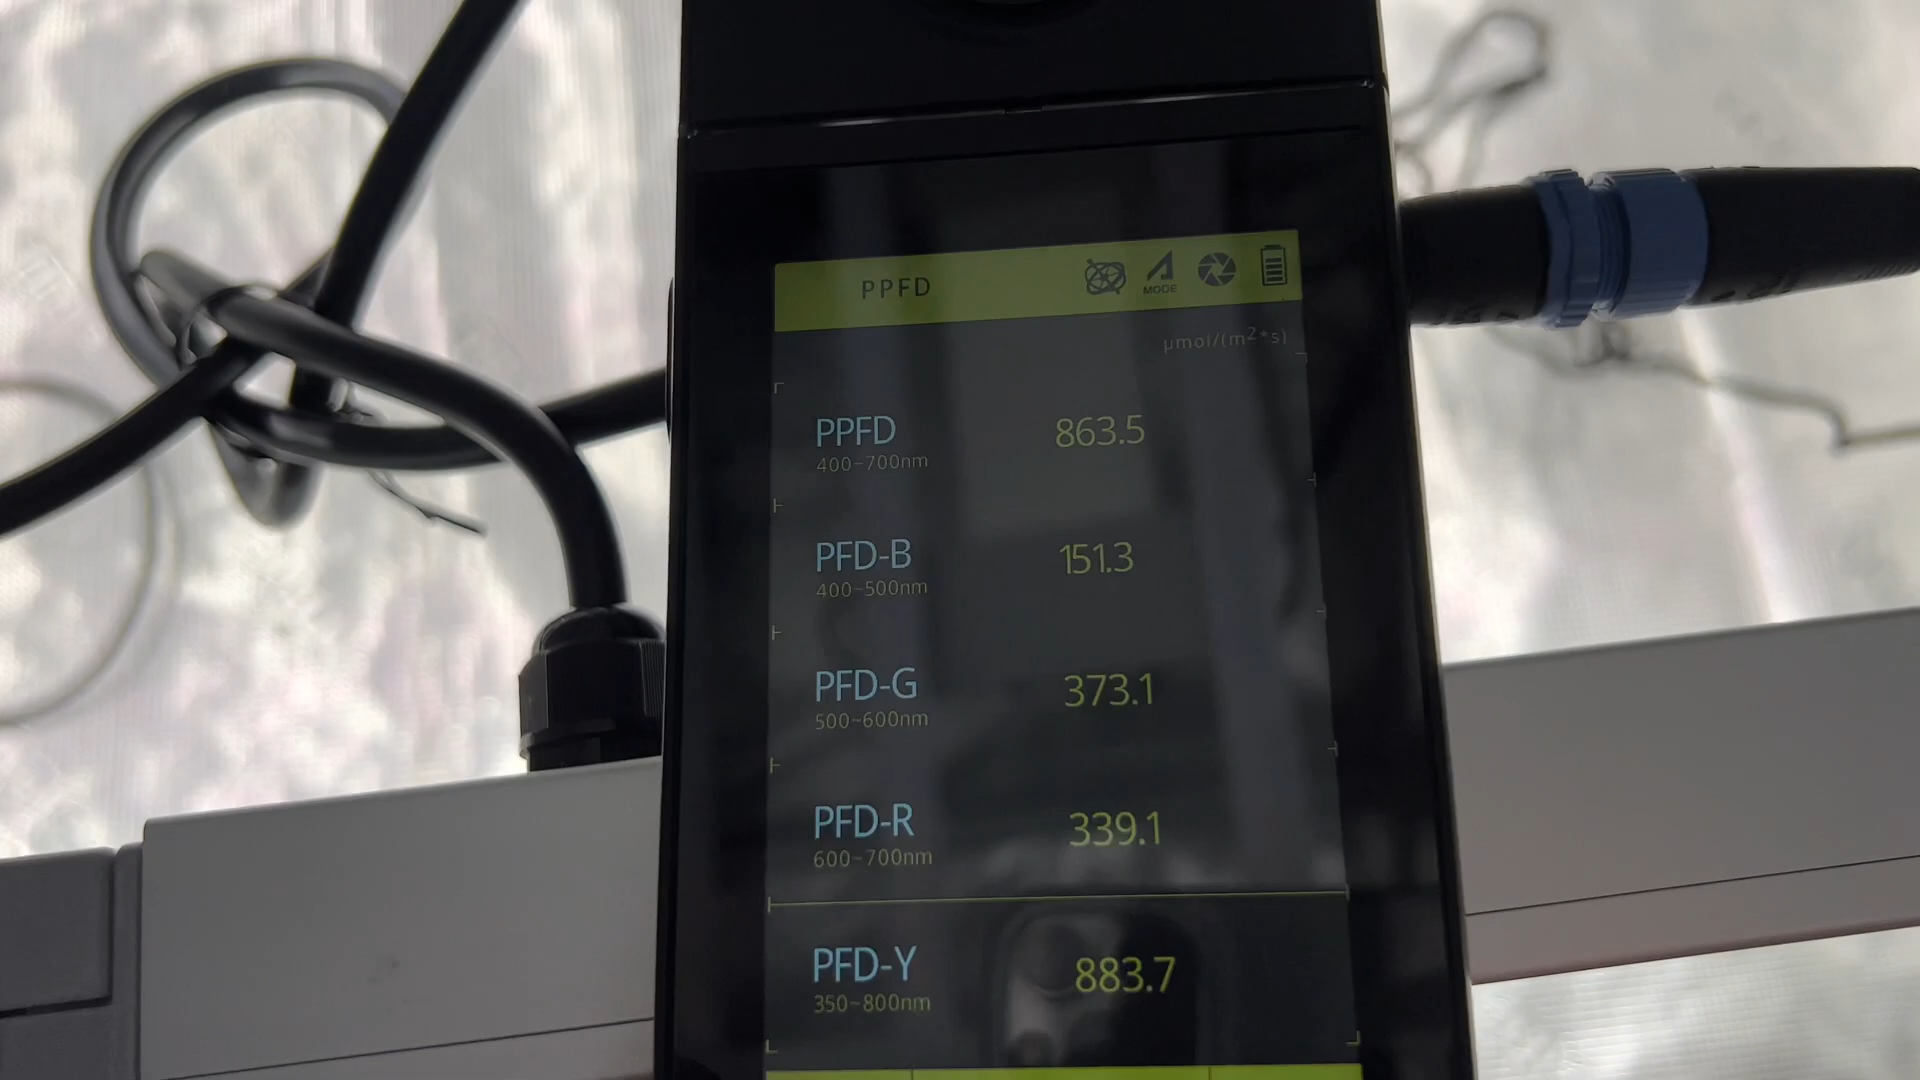 PPFD
MODE
μmol/(m²*s)
PPFD 863.5
400~700nm
PFD-B 151.3
400~500nm
PFD-G 373.1
500~600nm
PFD-R 339.1
600~700nm
PFD-Y 883.7
350~800nm